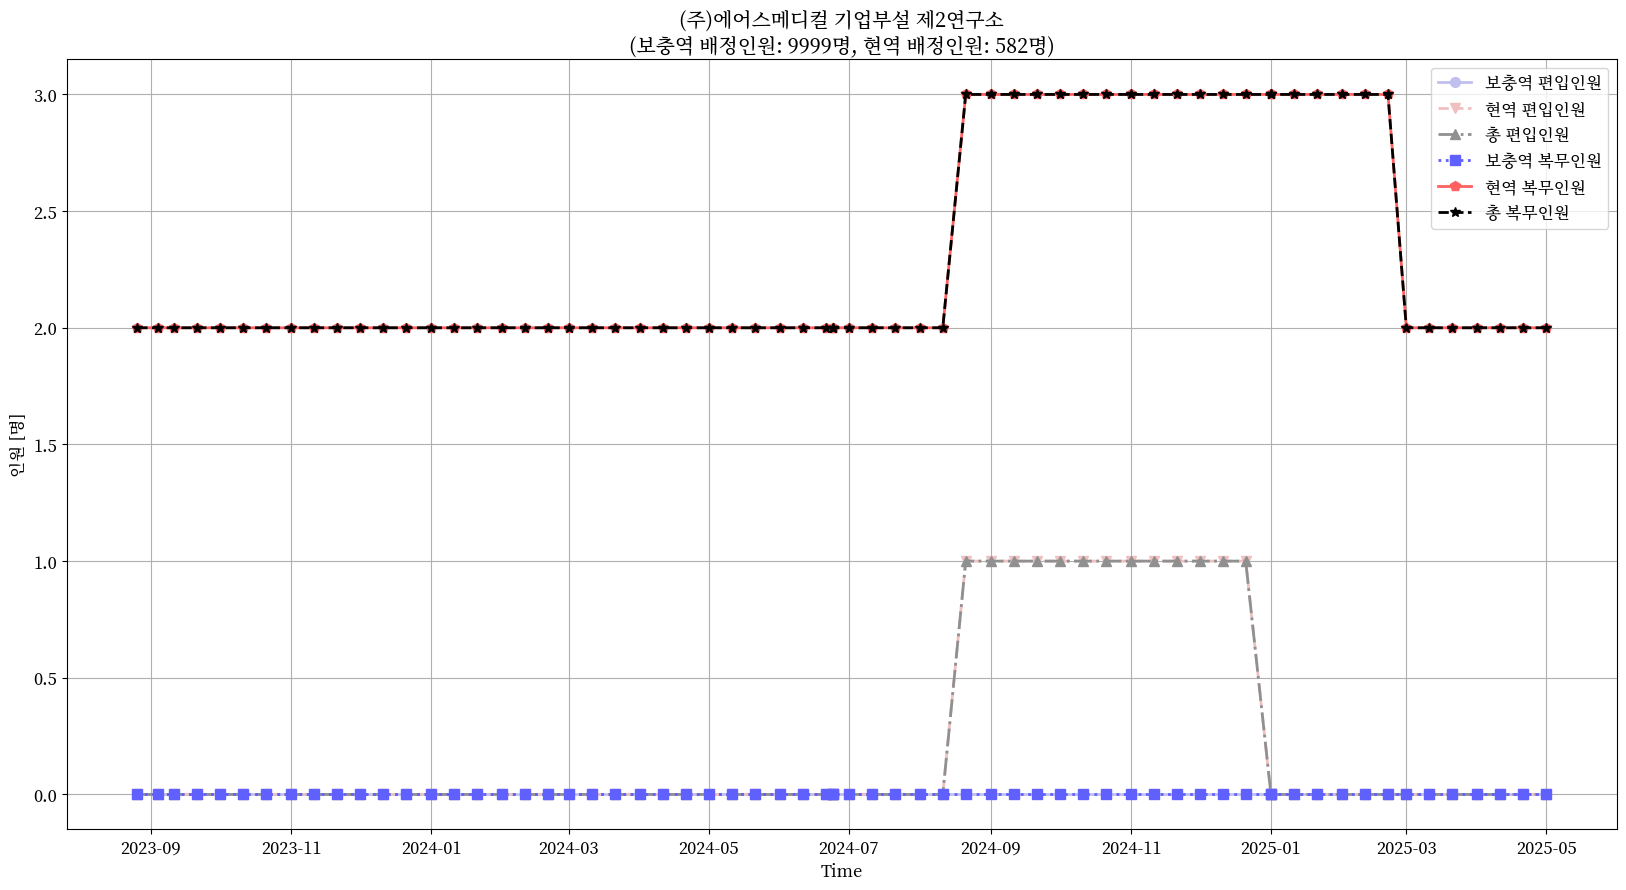 (주)에어스메디컬 기업부설 제2연구소
(보충역 배정인원: 9999명, 현역 배정인원: 582명)
보충역 편입인원
현역 편입인원
총 편입인원
보충역 복무인원
현역 복무인원
총 복무인원
인원 [명]
3.0
2.5
2.0
1.5
1.0
0.5
0.0
2023-09
2023-11
2024-01
2024-03
2024-05
2024-07
2024-09
2024-11
2025-01
2025-03
2025-05
Time